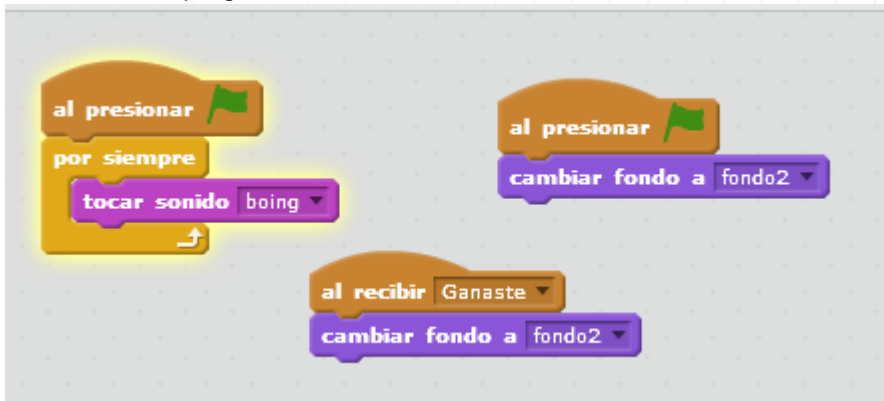 al presionar
por siempre
tocar sonido boing
al presionar
cambiar fondo a fondo2
al recibir Ganaste
cambiar fondo a fondo2